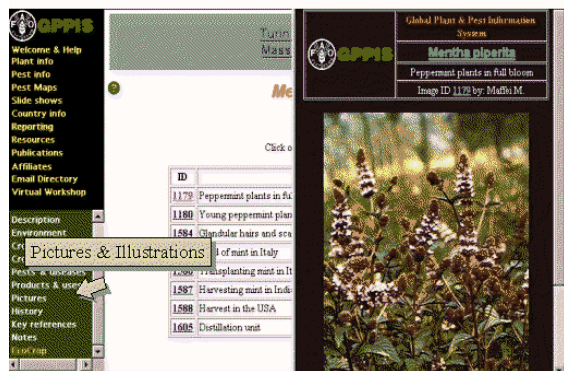 FAO GPPIS
Welcome & Help
Plant info
Pest info
Pest Maps
Slide shows
Country info
Reporting
Resources
Publications
Affiliates
Email Directory
Virtual Workshop
Description
Environment
Pests & diseases
Products & uses
Pictures
History
Key references
Notes
EcoCrop
Pictures & Illustrations
Turin
Mass
?
Me
Click o
ID
1179 Peppermint plants in fu
1180 Young peppermint plan
1584 Glandular hairs and sca
of mint in Italy
Transplanting mint in It
1587 Harvesting mint in Indi
1588 Harvest in the USA
1605 Distillation unit
FAO GPPIS
Global Plant & Pest Information
System
Mentha piperita
Peppermint plants in full bloom
Image ID 1179 by: Maffei M.